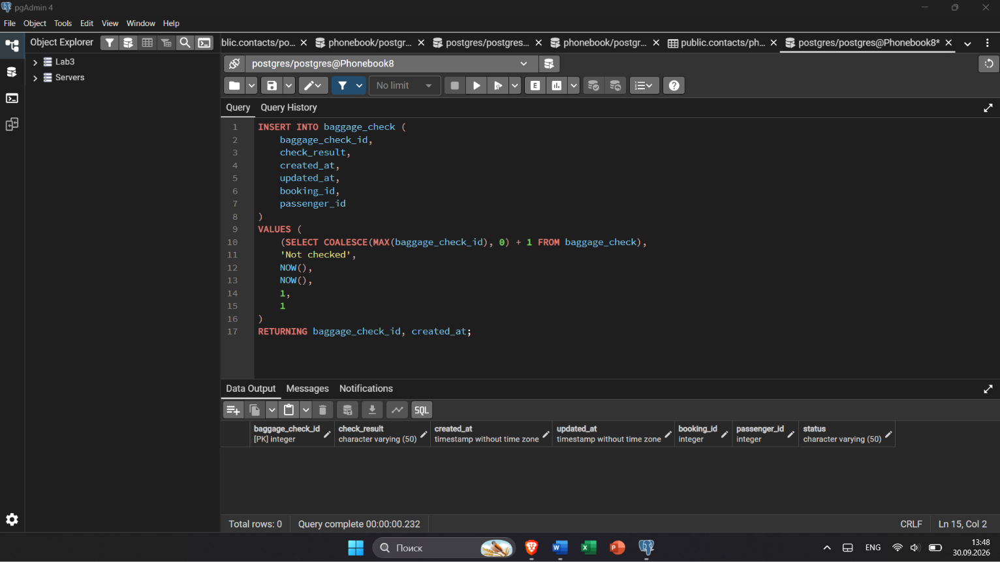 pgAdmin 4
File Object Tools Edit View Window Help
Object Explorer
blic.contacts/po... phonebook/postgr... postgres/postgres... phonebook/postgr... public.contacts/ph... postgres/postgres@Phonebook8*
Lab3
Servers
postgres/postgres@Phonebook8
No limit
E
Query Query History
1 INSERT INTO baggage_check (
2 baggage_check_id,
3 check_result,
4 created_at,
5 updated_at,
6 booking_id,
7 passenger_id
8 )
9 VALUES (
10 (SELECT COALESCE(MAX(baggage_check_id), 0) + 1 FROM baggage_check),
11 'Not checked',
12 NOW(),
13 NOW(),
14 1,
15 1
16 )
17 RETURNING baggage_check_id, created_at;
Data Output Messages Notifications
SQL
baggage_check_id check_result created_at updated_at booking_id passenger_id status
[PK] integer character varying (50) timestamp without time zone timestamp without time zone integer integer character varying (50)
Total rows: 0 Query complete 00:00:00.232 CRLF Ln 15, Col 2
Поиск ENG 13:48
30.09.2026